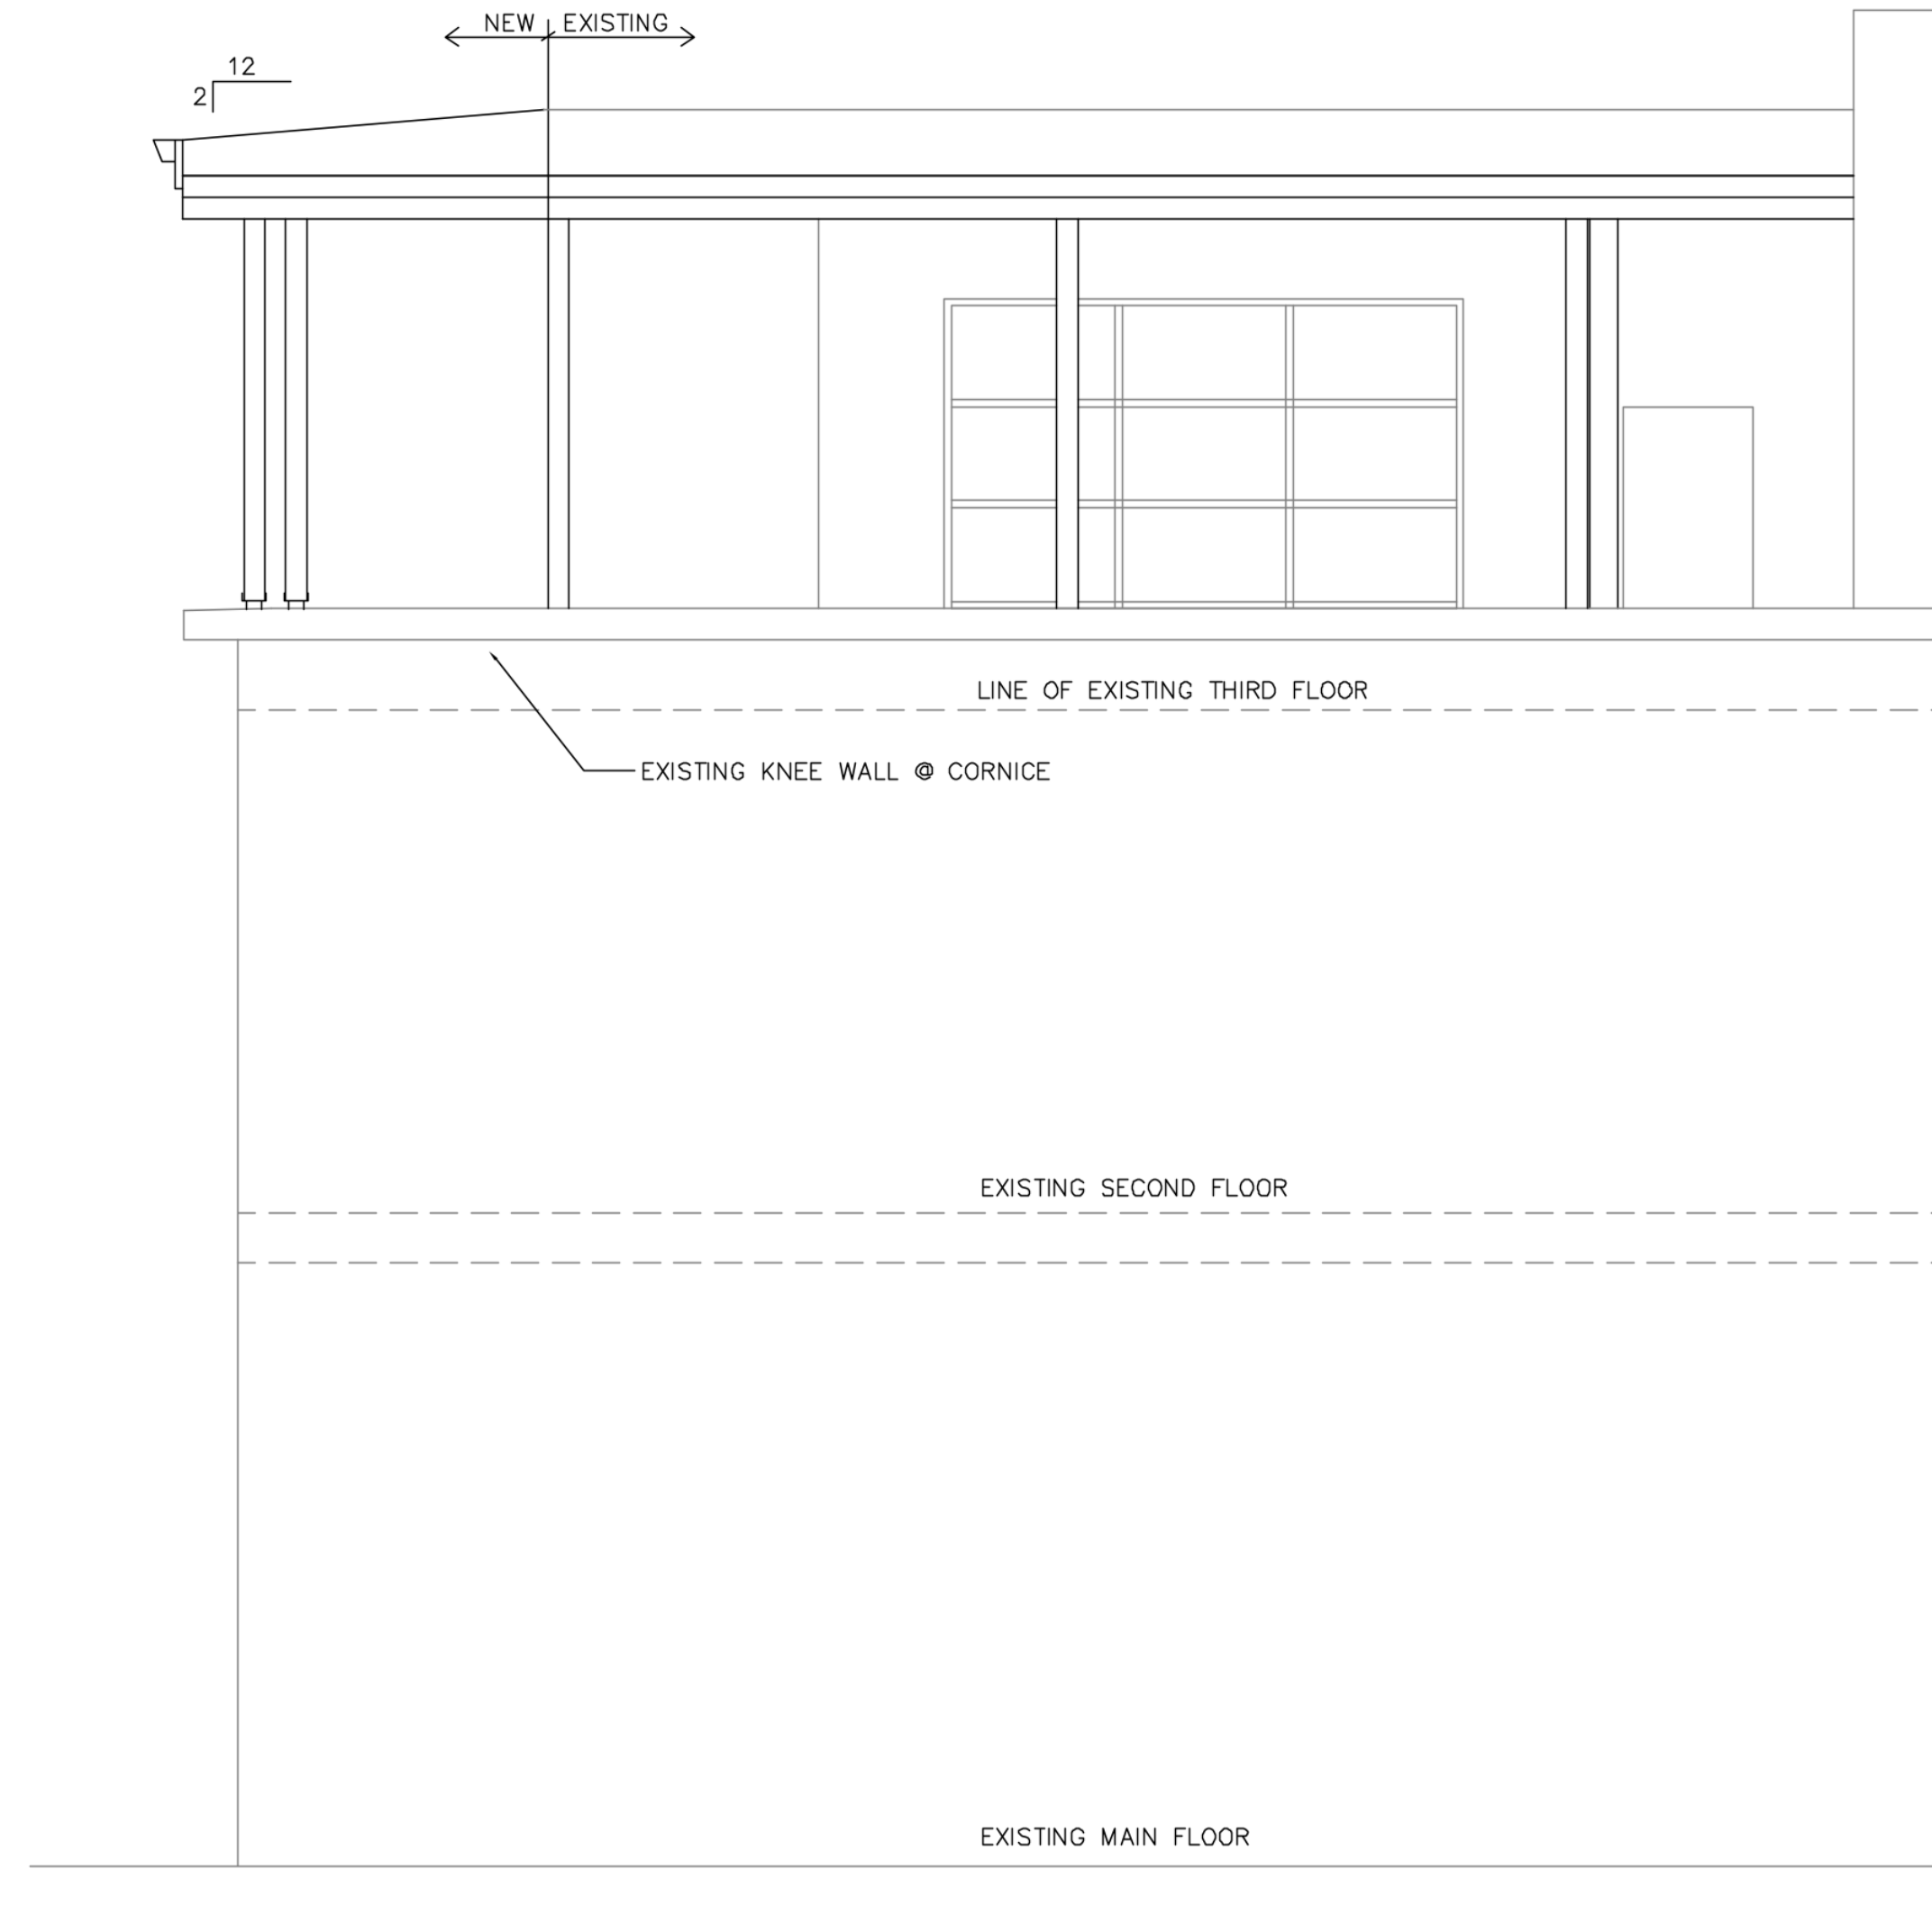 NEW EXISTING
12
2
LINE OF EXISTING THIRD FLOOR
EXISTING KNEE WALL @ CORNICE
EXISTING SECOND FLOOR
EXISTING MAIN FLOOR